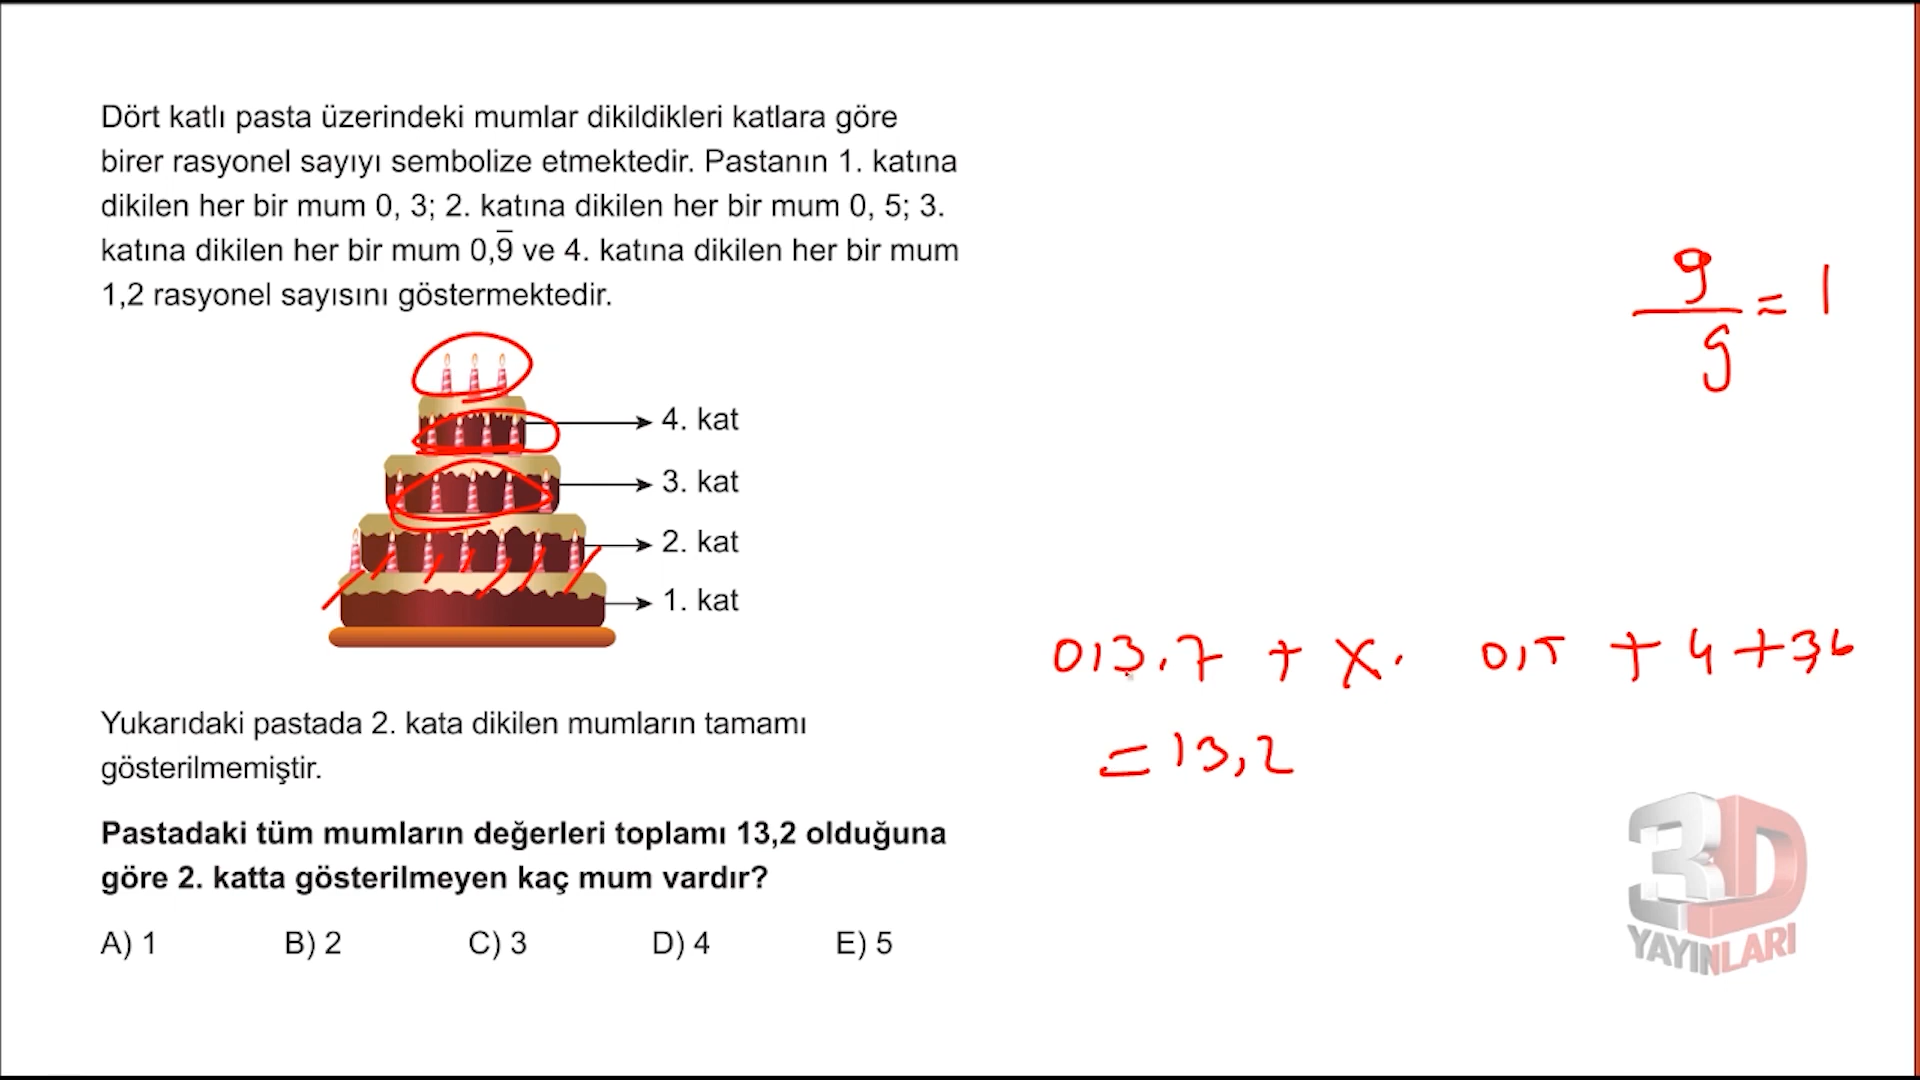 Dört katlı pasta üzerindeki mumlar dikildikleri katlara göre
birer rasyonel sayıyı sembolize etmektedir. Pastanın 1. katına
dikilen her bir mum 0, 3; 2. katına dikilen her bir mum 0, 5; 3.
katına dikilen her bir mum 0,9̅ ve 4. katına dikilen her bir mum
1,2 rasyonel sayısını göstermektedir.
9
— ≈ 1
9
4. kat
3. kat
2. kat
1. kat
0,3.7 + x. 0,5 + 4 + 3,6
= 13,2
Yukarıdaki pastada 2. kata dikilen mumların tamamı
gösterilmemiştir.
Pastadaki tüm mumların değerleri toplamı 13,2 olduğuna
göre 2. katta gösterilmeyen kaç mum vardır?
A) 1 B) 2 C) 3 D) 4 E) 5
3D
YAYINLARI